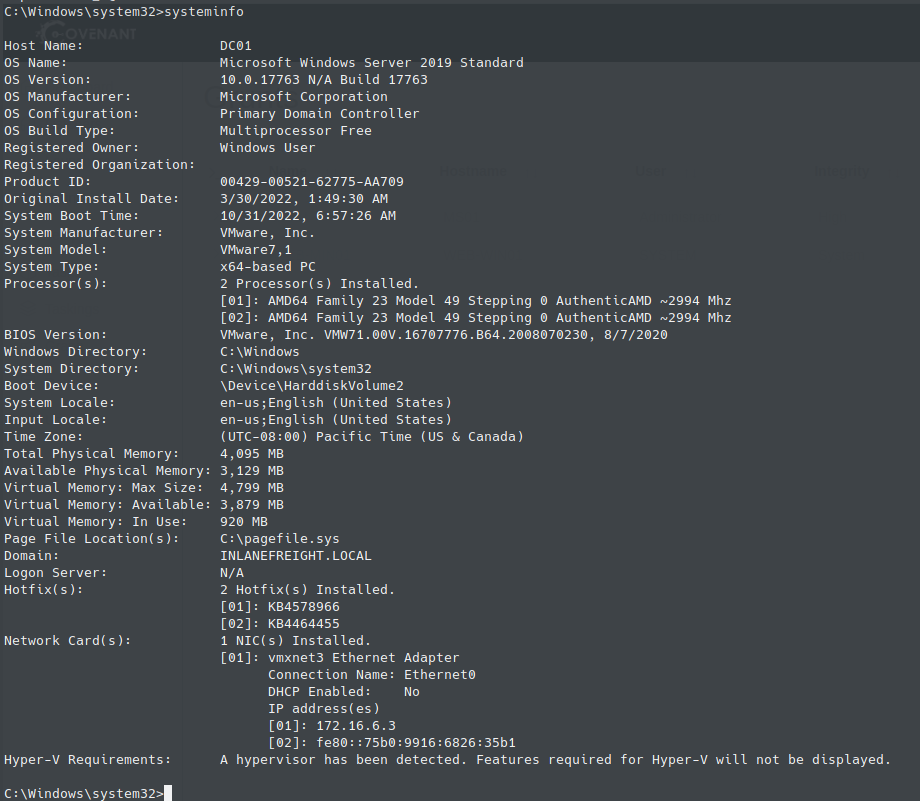 COVENANT
C:\Windows\system32>systeminfo
Host Name:                 DC01
OS Name:                   Microsoft Windows Server 2019 Standard
OS Version:                10.0.17763 N/A Build 17763
OS Manufacturer:           Microsoft Corporation
OS Configuration:          Primary Domain Controller
OS Build Type:             Multiprocessor Free
Registered Owner:          Windows User
Registered Organization:
Product ID:                00429-00521-62775-AA709
Original Install Date:     3/30/2022, 1:49:30 AM
System Boot Time:          10/31/2022, 6:57:26 AM
System Manufacturer:       VMware, Inc.
System Model:              VMware7,1
System Type:               x64-based PC
Processor(s):              2 Processor(s) Installed.
                           [01]: AMD64 Family 23 Model 49 Stepping 0 AuthenticAMD ~2994 Mhz
                           [02]: AMD64 Family 23 Model 49 Stepping 0 AuthenticAMD ~2994 Mhz
BIOS Version:              VMware, Inc. VMW71.00V.16707776.B64.2008070230, 8/7/2020
Windows Directory:         C:\Windows
System Directory:          C:\Windows\system32
Boot Device:               \Device\HarddiskVolume2
System Locale:             en-us;English (United States)
Input Locale:              en-us;English (United States)
Time Zone:                 (UTC-08:00) Pacific Time (US & Canada)
Total Physical Memory:     4,095 MB
Available Physical Memory: 3,129 MB
Virtual Memory: Max Size:  4,799 MB
Virtual Memory: Available: 3,879 MB
Virtual Memory: In Use:    920 MB
Page File Location(s):     C:\pagefile.sys
Domain:                    INLANEFREIGHT.LOCAL
Logon Server:              N/A
Hotfix(s):                 2 Hotfix(s) Installed.
                           [01]: KB4578966
                           [02]: KB4464455
Network Card(s):           1 NIC(s) Installed.
                           [01]: vmxnet3 Ethernet Adapter
                                 Connection Name: Ethernet0
                                 DHCP Enabled:    No
                                 IP address(es)
                                 [01]: 172.16.6.3
                                 [02]: fe80::75b0:9916:6826:35b1
Hyper-V Requirements:      A hypervisor has been detected. Features required for Hyper-V will not be displayed.
C:\Windows\system32>